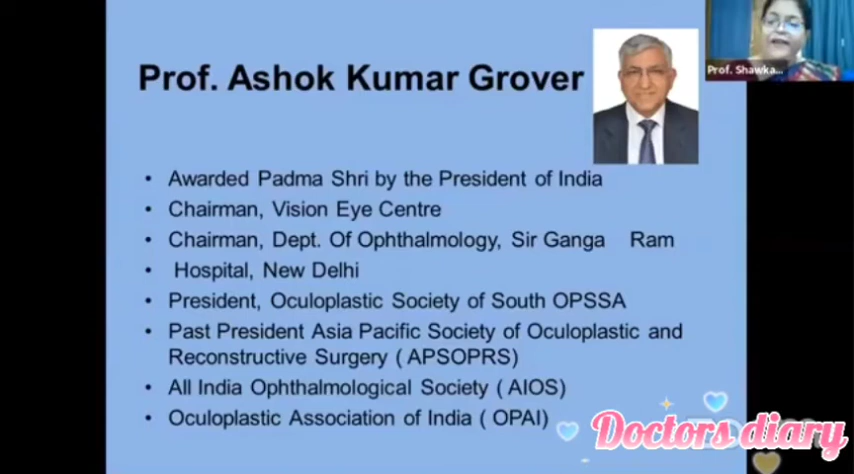 Prof. Ashok Kumar Grover
Prof. Shawka...
• Awarded Padma Shri by the President of India
• Chairman, Vision Eye Centre
• Chairman, Dept. Of Ophthalmology, Sir Ganga Ram
• Hospital, New Delhi
• President, Oculoplastic Society of South OPSSA
• Past President Asia Pacific Society of Oculoplastic and
Reconstructive Surgery ( APSOPRS)
• All India Ophthalmological Society ( AIOS)
• Oculoplastic Association of India ( OPAI)
Doctors diary